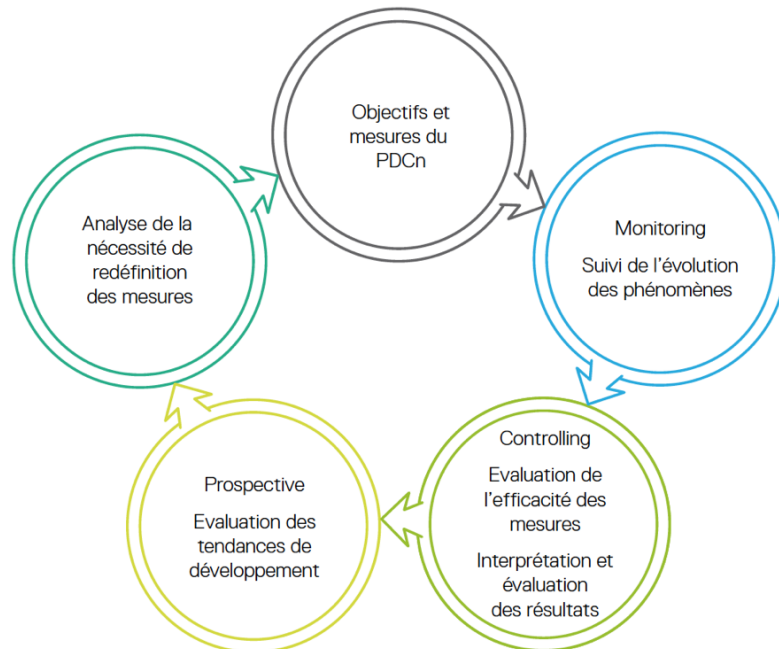 Objectifs et
mesures du
PDCn
Monitoring
Suivi de l'évolution
des phénomènes
Controlling
Evaluation de
l'efficacité des
mesures
Interprétation et
évaluation
des résultats
Prospective
Evaluation des
tendances de
développement
Analyse de la
nécessité de
redéfinition
des mesures